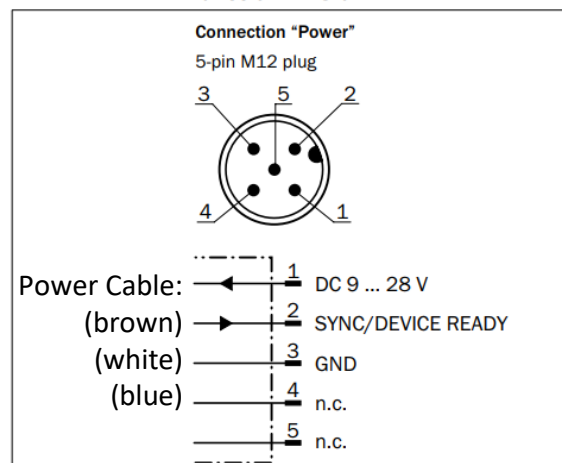 Connection "Power"
5-pin M12 plug
3 5 2
4 1
Power Cable: 1 DC 9 ... 28 V
(brown) 2 SYNC/DEVICE READY
(white) 3 GND
(blue) 4 n.c.
5 n.c.